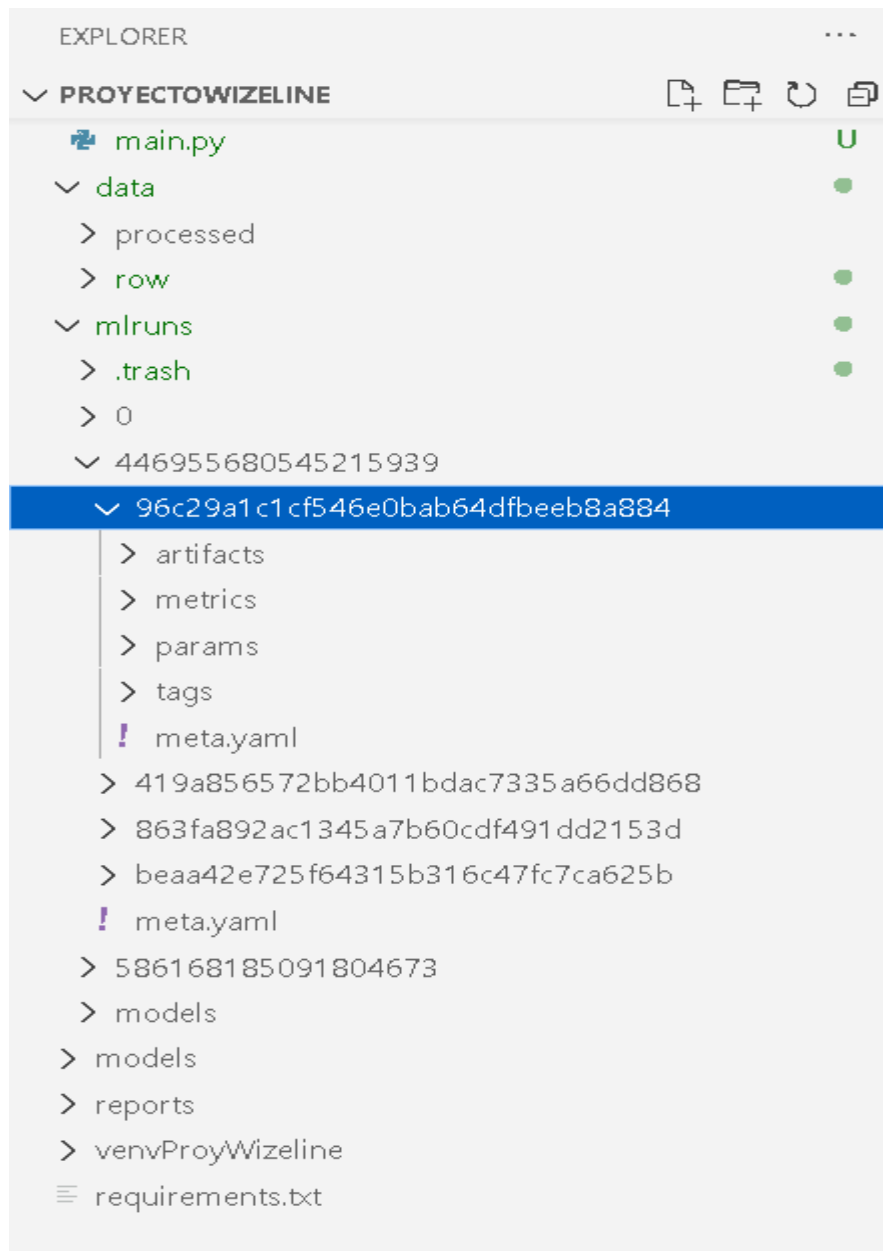 EXPLORER ...
PROYECTOWIZELINE
main.py U
data
processed
row
mlruns
.trash
0
446955680545215939
96c29a1c1cf546e0bab64dfbeeb8a884
artifacts
metrics
params
tags
! meta.yaml
419a856572bb4011bdac7335a66dd868
863fa892ac1345a7b60cdf491dd2153d
beaa42e725f64315b316c47fc7ca625b
! meta.yaml
586168185091804673
models
models
reports
venvProyWizeline
requirements.txt